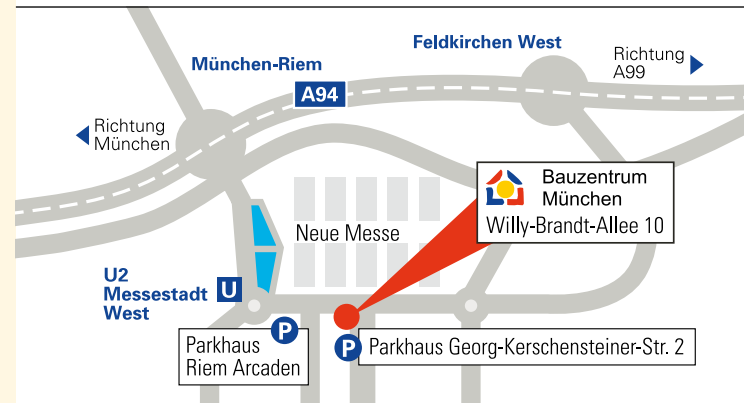 Feldkirchen West
Richtung
A99
München-Riem
A94
Richtung
München
Bauzentrum
München
Willy-Brandt-Allee 10
Neue Messe
U2
Messestadt
West
U
P
Parkhaus
Riem Arcaden
P
Parkhaus Georg-Kerschensteiner-Str. 2